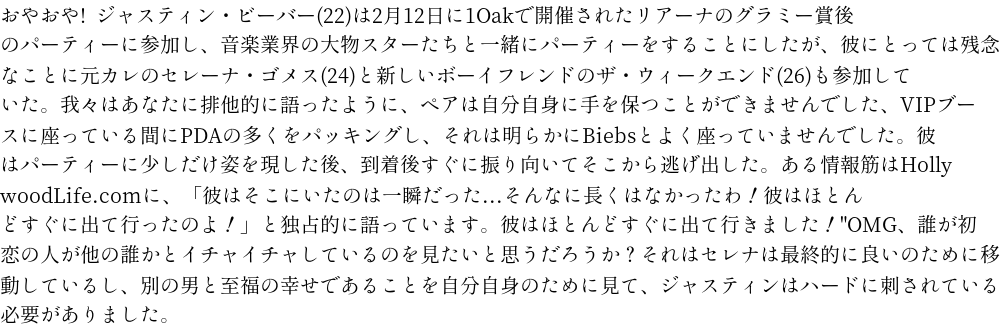 おやおや! ジャスティン・ビーバー(22)は2月12日に1Oakで開催されたリアーナのグラミー賞後
のパーティーに参加し、音楽業界の大物スターたちと一緒にパーティーをすることにしたが、彼にとっては残念
なことに元カレのセレーナ・ゴメス(24)と新しいボーイフレンドのザ・ウィークエンド(26)も参加して
いた。我々はあなたに排他的に語ったように、ペアは自分自身に手を保つことができませんでした、VIPブー
スに座っている間にPDAの多くをパッキングし、それは明らかにBiebsとよく座っていませんでした。彼
はパーティーに少しだけ姿を現した後、到着後すぐに振り向いてそこから逃げ出した。ある情報筋はHolly
woodLife.comに、「彼はそこにいたのは一瞬だった...そんなに長くはなかったわ！彼はほとん
どすぐに出て行ったのよ！」と独占的に語っています。彼はほとんどすぐに出て行きました！"OMG、誰が初
恋の人が他の誰かとイチャイチャしているのを見たいと思うだろうか？それはセレナは最終的に良いのために移
動しているし、別の男と至福の幸せであることを自分自身のために見て、ジャスティンはハードに刺されている
必要がありました。